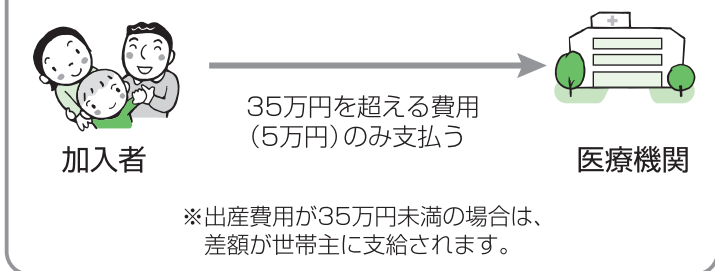 35万円を超える費用
(5万円)のみ支払う
加入者
医療機関
※出産費用が35万円未満の場合は、
差額が世帯主に支給されます。